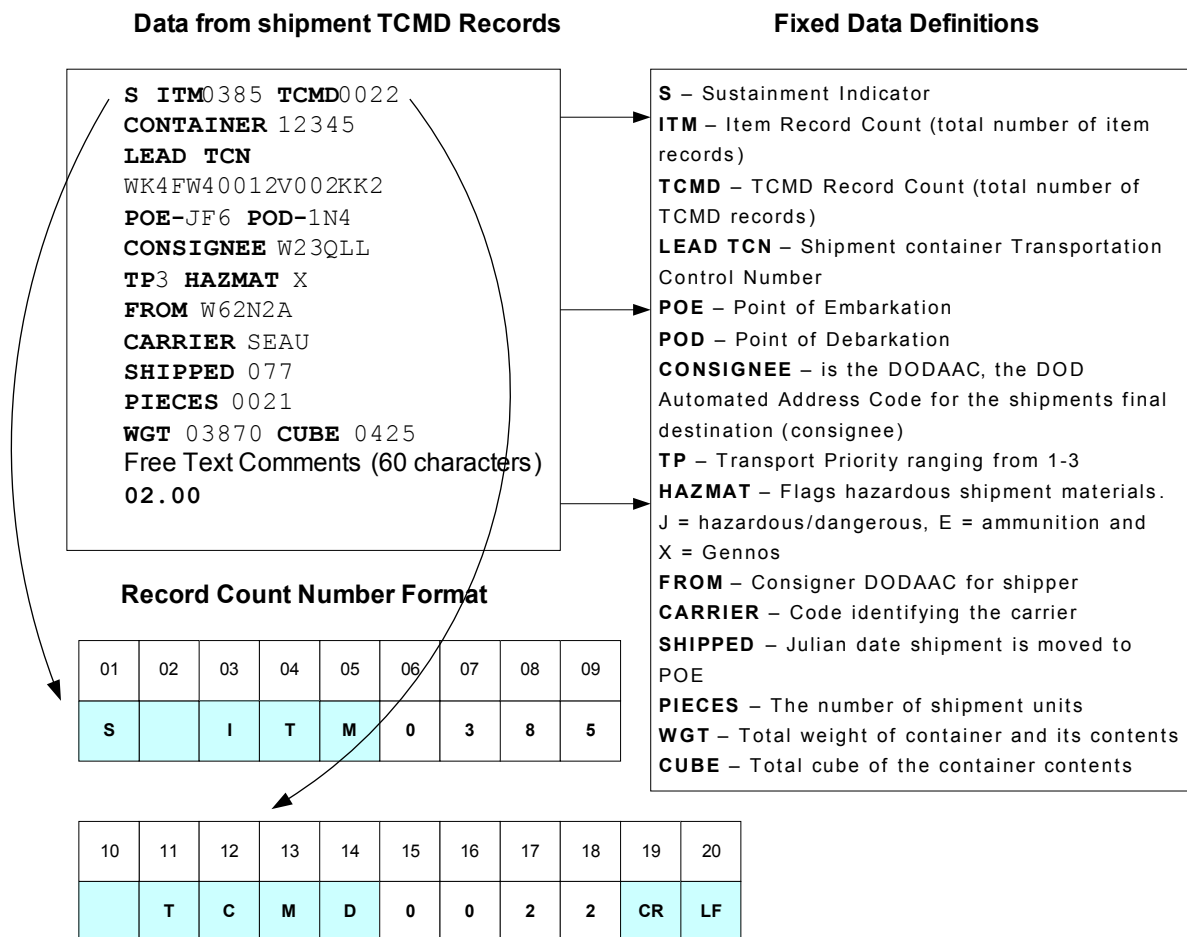 Data from shipment TCMD Records
S ITM0385 TCMD0022
CONTAINER 12345
LEAD TCN
WK4FW40012V002KK2
POE-JF6 POD-1N4
CONSIGNEE W23QLL
TP3 HAZMAT X
FROM W62N2A
CARRIER SEAU
SHIPPED 077
PIECES 0021
WGT 03870 CUBE 0425
Free Text Comments (60 characters)
02.00
Fixed Data Definitions
S – Sustainment Indicator
ITM – Item Record Count (total number of item
records)
TCMD – TCMD Record Count (total number of
TCMD records)
LEAD TCN – Shipment container Transportation
Control Number
POE – Point of Embarkation
POD – Point of Debarkation
CONSIGNEE – is the DODAAC, the DOD
Automated Address Code for the shipments final
destination (consignee)
TP – Transport Priority ranging from 1-3
HAZMAT – Flags hazardous shipment materials.
J = hazardous/dangerous, E = ammunition and
X = Gennos
FROM – Consigner DODAAC for shipper
CARRIER – Code identifying the carrier
SHIPPED – Julian date shipment is moved to
POE
PIECES – The number of shipment units
WGT – Total weight of container and its contents
CUBE – Total cube of the container contents
Record Count Number Format
01 02 03 04 05 06 07 08 09
S I T M 0 3 8 5
10 11 12 13 14 15 16 17 18 19 20
T C M D 0 0 2 2 CR LF